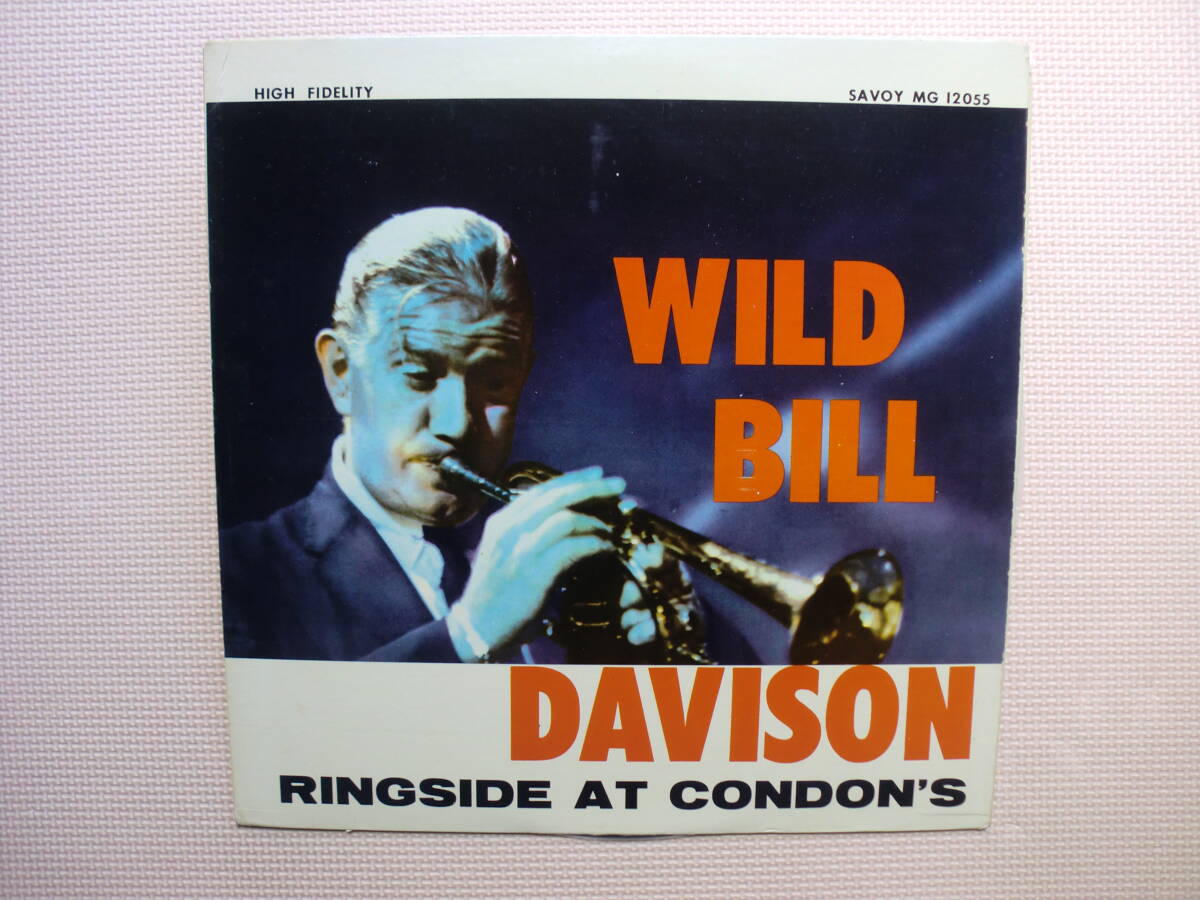 HIGH FIDELITY
SAVOY MG 12055
WILD
BILL
DAVISON
RINGSIDE AT CONDON'S